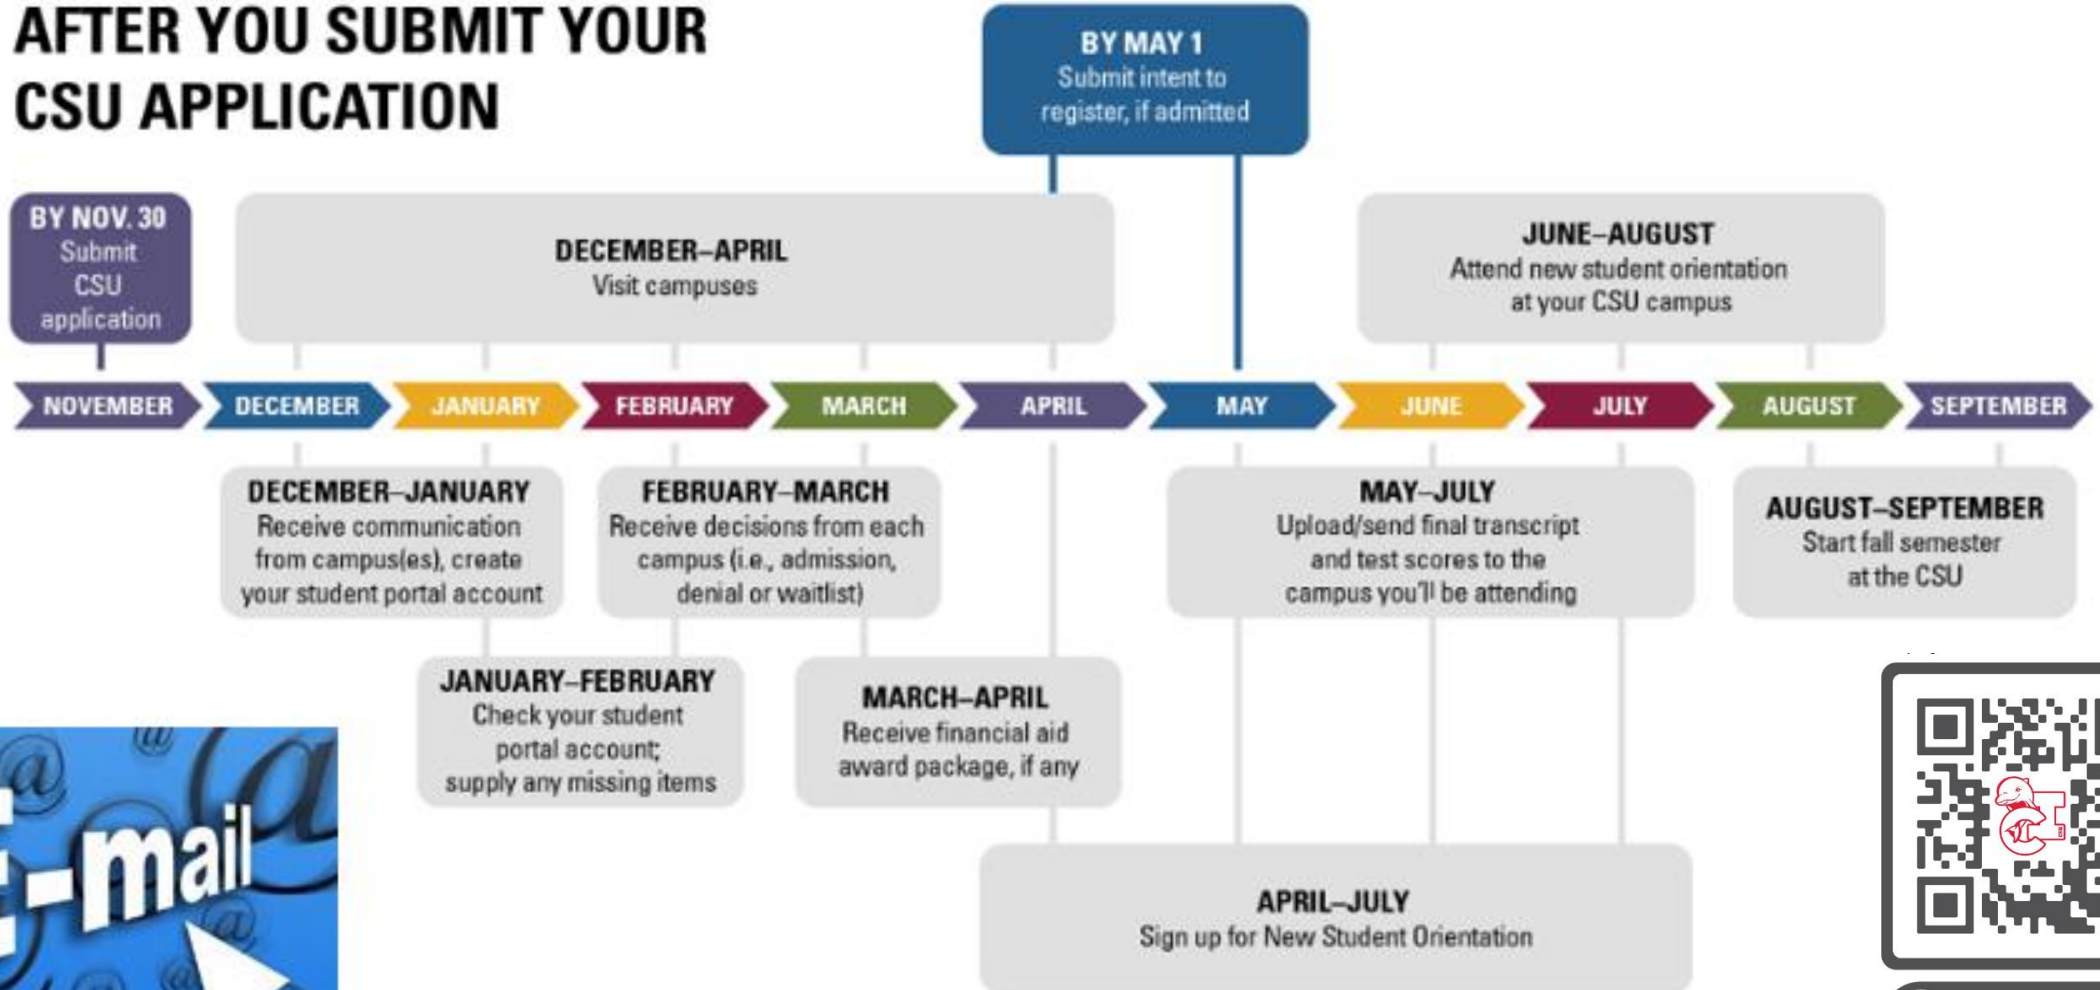 AFTER YOU SUBMIT YOUR
CSU APPLICATION
BY MAY 1
Submit intent to
register, if admitted
BY NOV. 30
Submit
CSU
application
DECEMBER–APRIL
Visit campuses
JUNE–AUGUST
Attend new student orientation
at your CSU campus
NOVEMBER
DECEMBER
JANUARY
FEBRUARY
MARCH
APRIL
MAY
JUNE
JULY
AUGUST
SEPTEMBER
DECEMBER–JANUARY
Receive communication
from campus(es), create
your student portal account
FEBRUARY–MARCH
Receive decisions from each
campus (i.e., admission,
denial or waitlist)
MAY–JULY
Upload/send final transcript
and test scores to the
campus you'll be attending
AUGUST–SEPTEMBER
Start fall semester
at the CSU
JANUARY–FEBRUARY
Check your student
portal account;
supply any missing items
MARCH–APRIL
Receive financial aid
award package, if any
APRIL–JULY
Sign up for New Student Orientation
E-mail
CI